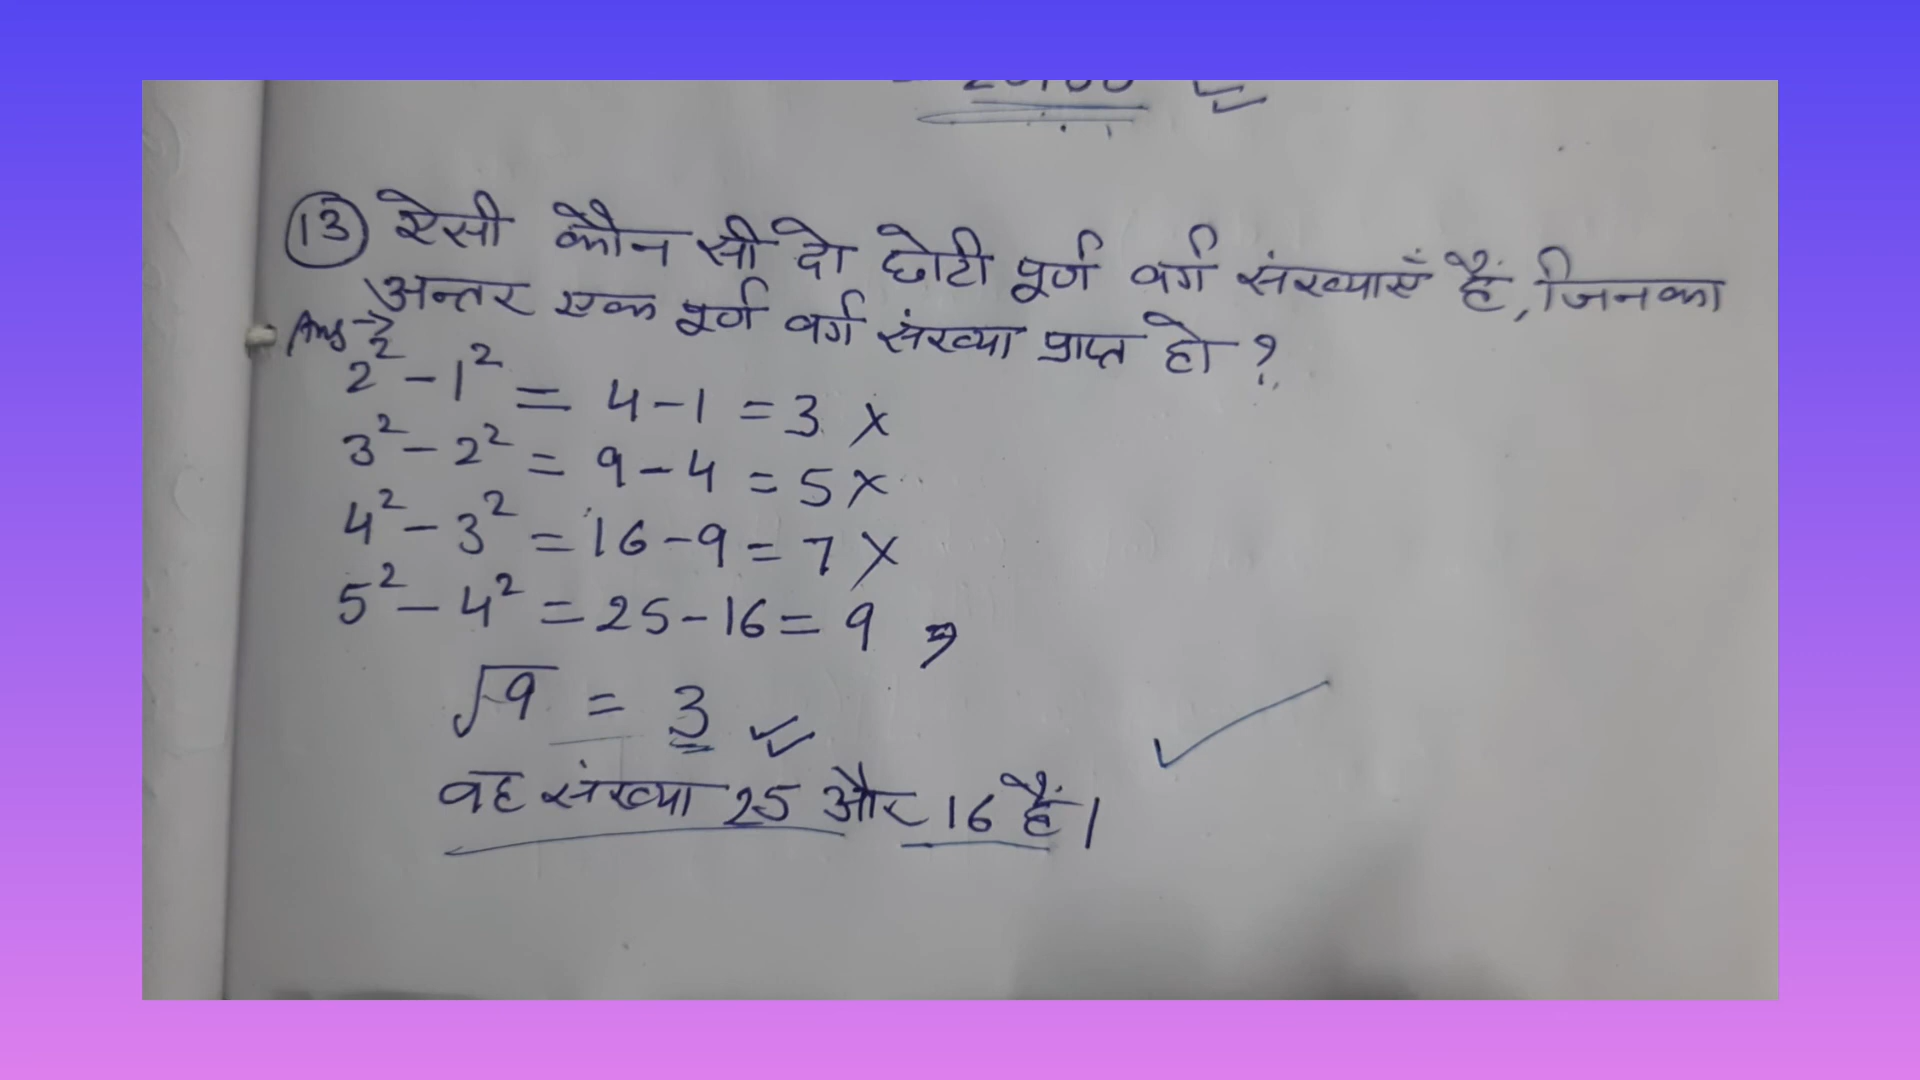 13 ऐसी कौन सी दो छोटी पूर्ण वर्ग संख्याएँ हैं, जिनका
अन्तर एक पूर्ण वर्ग संख्या प्राप्त हो ?
Ans →
2² - 1² = 4 - 1 = 3 x
3² - 2² = 9 - 4 = 5 x
4² - 3² = 16 - 9 = 7 x
5² - 4² = 25 - 16 = 9 ⇒
√9 = 3
वह संख्या 25 और 16 हैं।